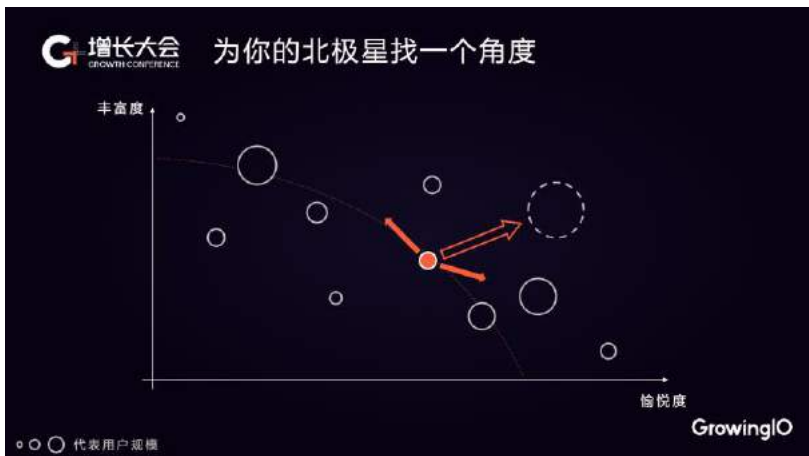 增长大会
GROWTH CONFERENCE
为你的北极星找一个角度
丰富度
愉悦度
GrowingIO
代表用户规模